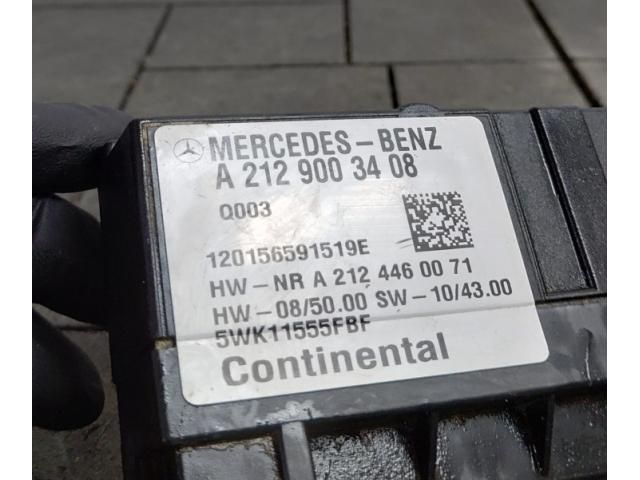 MERCEDES-BENZ
A 212 900 34 08
Q003
120156591519E
HW-NR A 212 446 00 71
HW-08/50.00 SW-10/43.00
5WK11555FBF
Continental